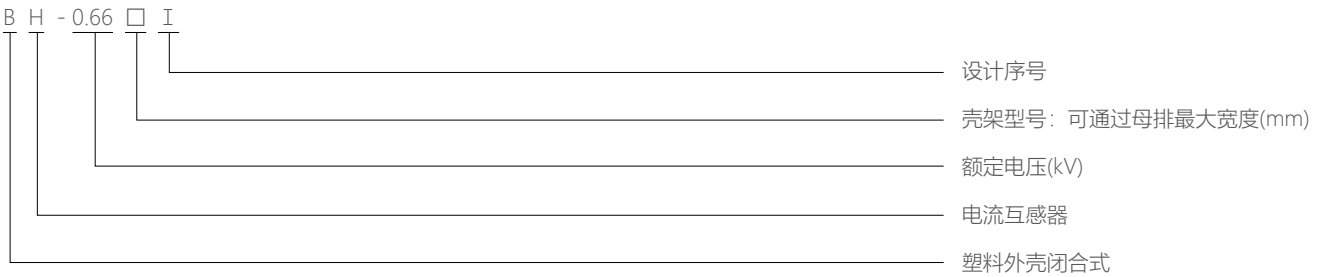 B H - 0.66 □ I
设计序号
壳架型号：可通过母排最大宽度(mm)
额定电压(kV)
电流互感器
塑料外壳闭合式